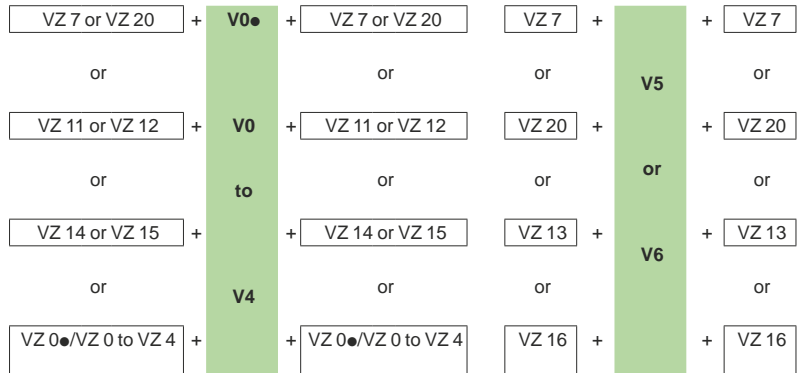 VZ 7 or VZ 20 + V0● + VZ 7 or VZ 20 VZ 7 + + VZ 7
or or or or
V5
VZ 11 or VZ 12 + V0 + VZ 11 or VZ 12 VZ 20 + + VZ 20
or
or or or or
to
VZ 14 or VZ 15 + + VZ 14 or VZ 15 VZ 13 + + VZ 13
V6
or or or or
V4
VZ 0●/VZ 0 to VZ 4 + + VZ 0●/VZ 0 to VZ 4 VZ 16 + + VZ 16